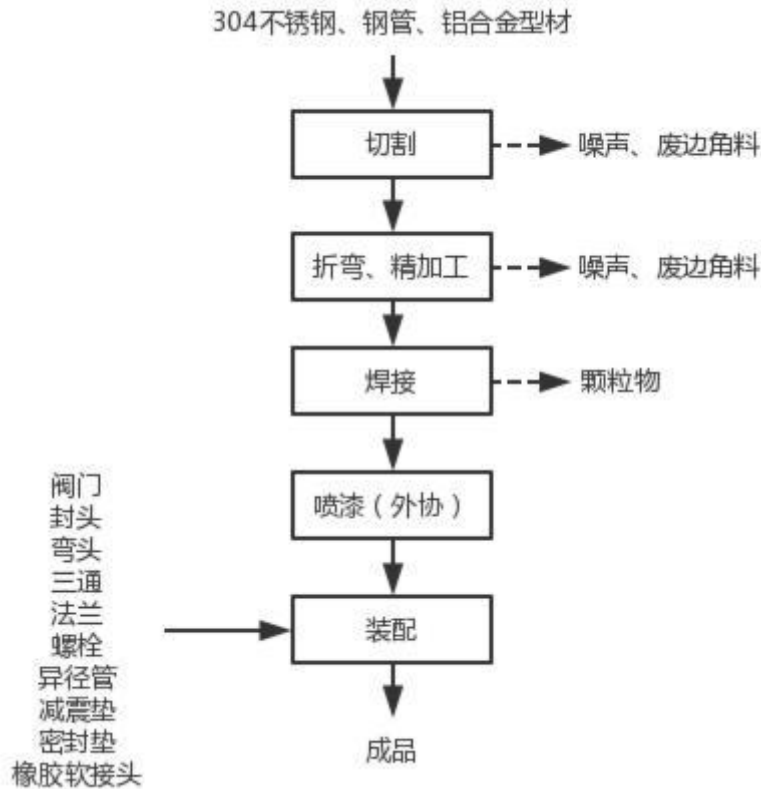 304不锈钢、钢管、铝合金型材
切割
噪声、废边角料
折弯、精加工
噪声、废边角料
焊接
颗粒物
喷漆（外协）
阀门
封头
弯头
三通
法兰
螺栓
异径管
减震垫
密封垫
橡胶软接头
装配
成品